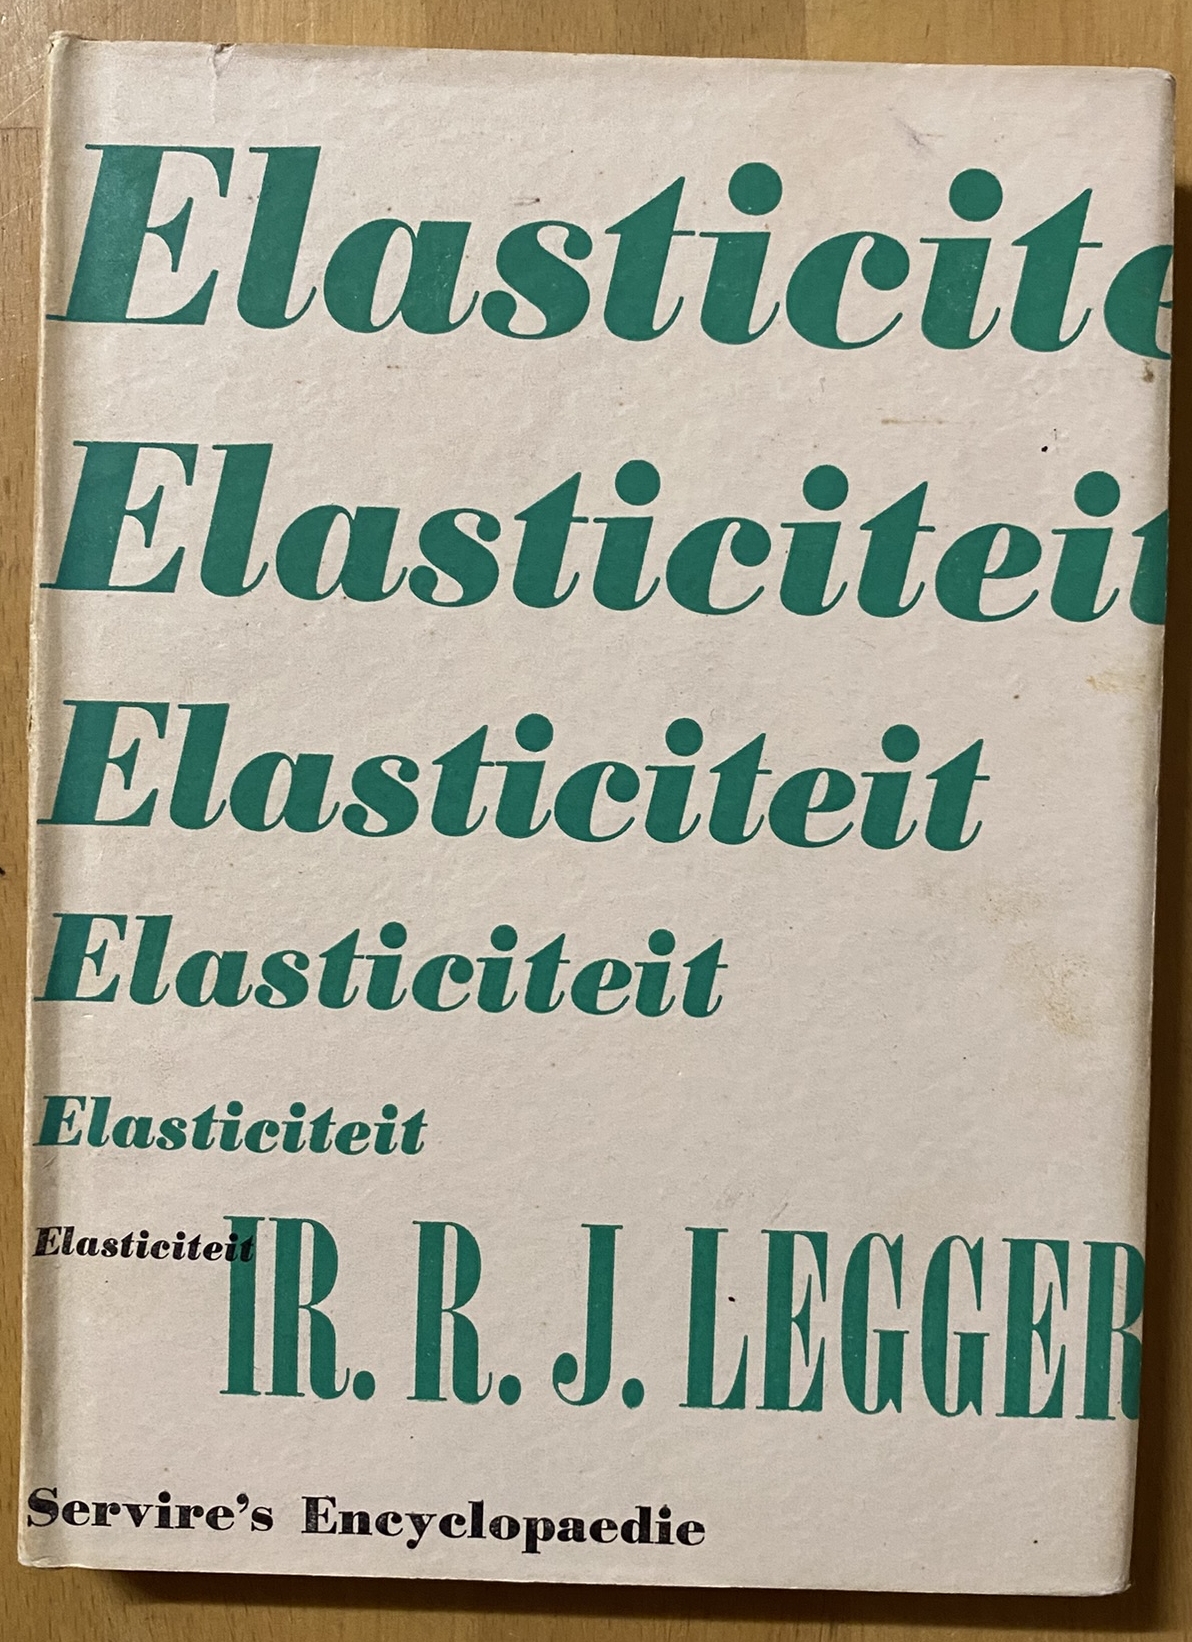 Elasticite
Elasticiteit
Elasticiteit
Elasticiteit
Elasticiteit
Elasticiteit
IR. R. J. LEGGER
Servire's Encyclopaedie